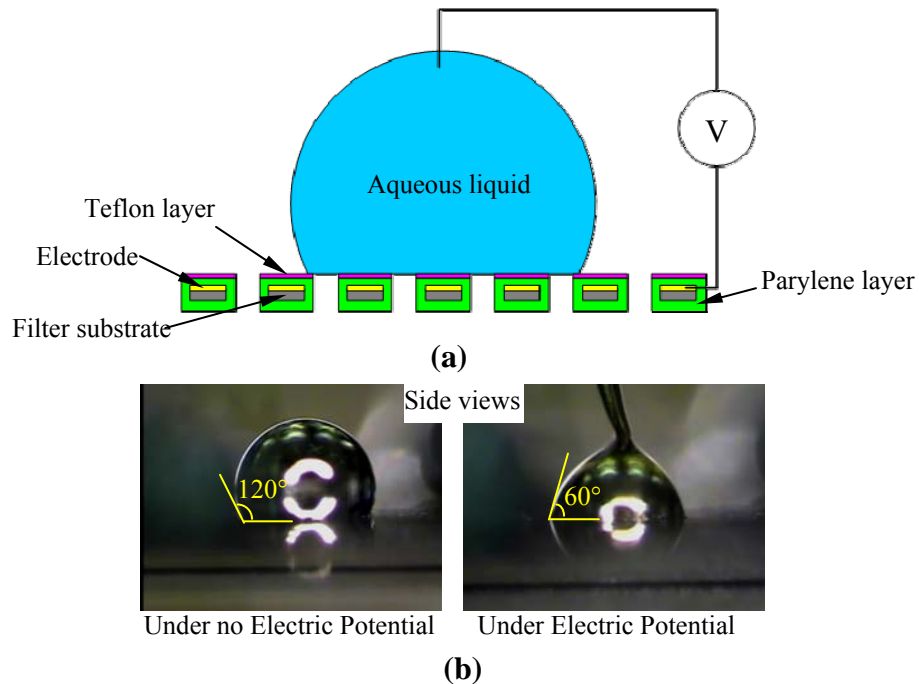 V
Aqueous liquid
Teflon layer
Electrode
Filter substrate
Parylene layer
(a)
Side views
120°
60°
Under no Electric Potential
Under Electric Potential
(b)